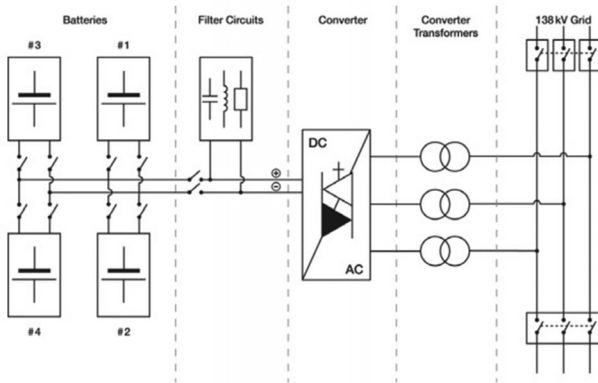 Batteries
Filter Circuits
Converter
Converter
Transformers
138 kV Grid
#3
#1
DC
⊕
⊖
AC
#4
#2